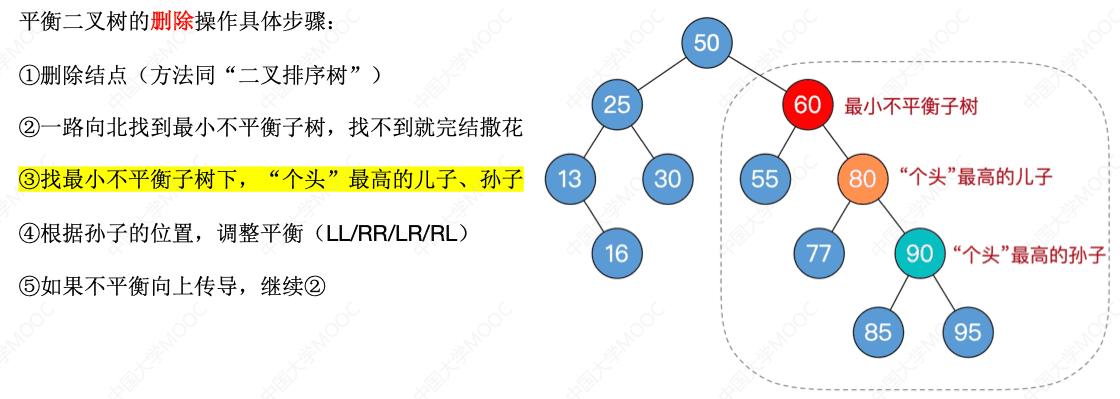 平衡二叉树的删除操作具体步骤：
①删除结点（方法同“二叉排序树”）
②一路向北找到最小不平衡子树，找不到就完结撒花
③找最小不平衡子树下，“个头”最高的儿子、孙子
④根据孙子的位置，调整平衡（LL/RR/LR/RL）
⑤如果不平衡向上传导，继续②
50
25
60
最小不平衡子树
13
30
55
80
“个头”最高的儿子
16
77
90
“个头”最高的孙子
85
95
中国大学MOOC